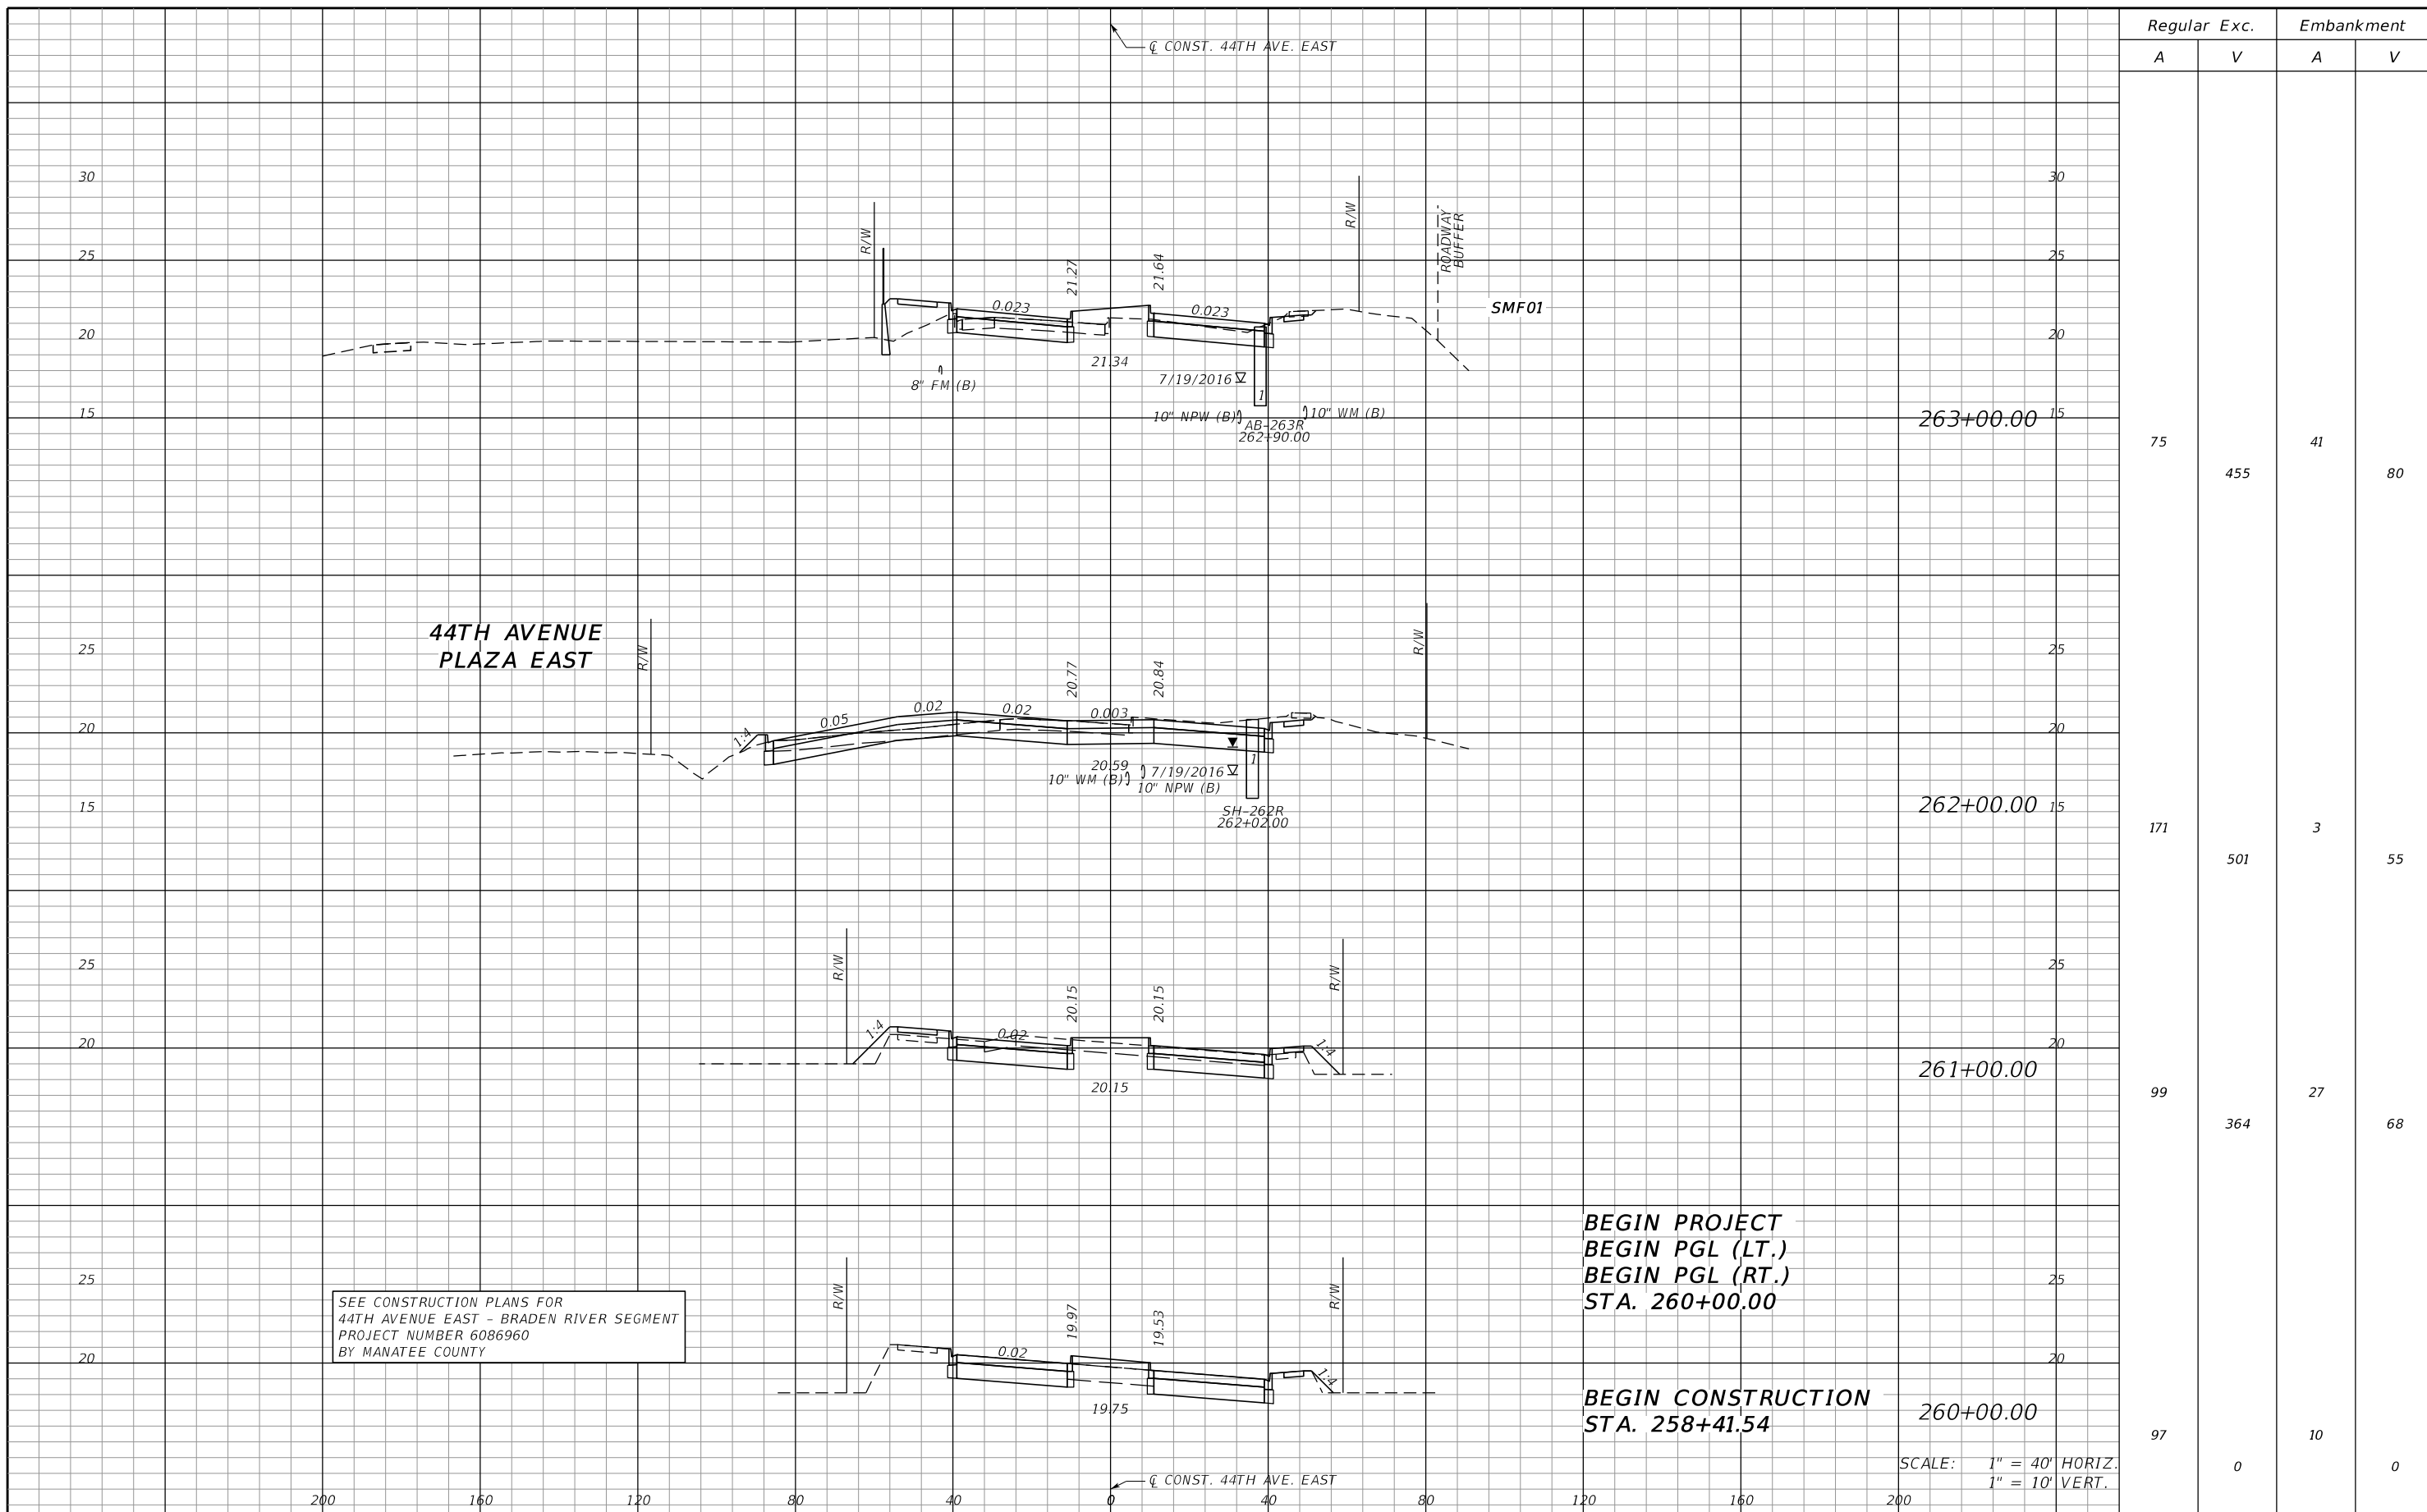 ℄ CONST. 44TH AVE. EAST
Regular Exc.
Embankment
A
V
A
V
30
30
R/W
R/W
ROADWAY
BUFFER
25
25
21.27
21.64
0.023
0.023
SMF01
20
20
21.34
8" FM (B)
7/19/2016
1
10" NPW (B)
10" WM (B)
AB-263R
262+90.00
15
263+00.00
15
75
41
455
80
44TH AVENUE
PLAZA EAST
R/W
R/W
25
25
20.77
20.84
1:4
0.05
0.02
0.02
0.003
20
20
1
20.59
7/19/2016
10" WM (B)
10" NPW (B)
SH-262R
262+02.00
15
262+00.00
15
171
3
501
55
25
25
R/W
R/W
20.15
20.15
1:4
0.02
1:4
20
20
20.15
261+00.00
99
27
364
68
BEGIN PROJECT
BEGIN PGL (LT.)
BEGIN PGL (RT.)
STA. 260+00.00
25
25
R/W
R/W
SEE CONSTRUCTION PLANS FOR
44TH AVENUE EAST - BRADEN RIVER SEGMENT
PROJECT NUMBER 6086960
BY MANATEE COUNTY
19.97
19.53
0.02
1:4
20
20
19.75
BEGIN CONSTRUCTION
STA. 258+41.54
260+00.00
97
10
0
0
SCALE: 1" = 40' HORIZ.
1" = 10' VERT.
℄ CONST. 44TH AVE. EAST
200
160
120
80
40
0
40
80
120
160
200